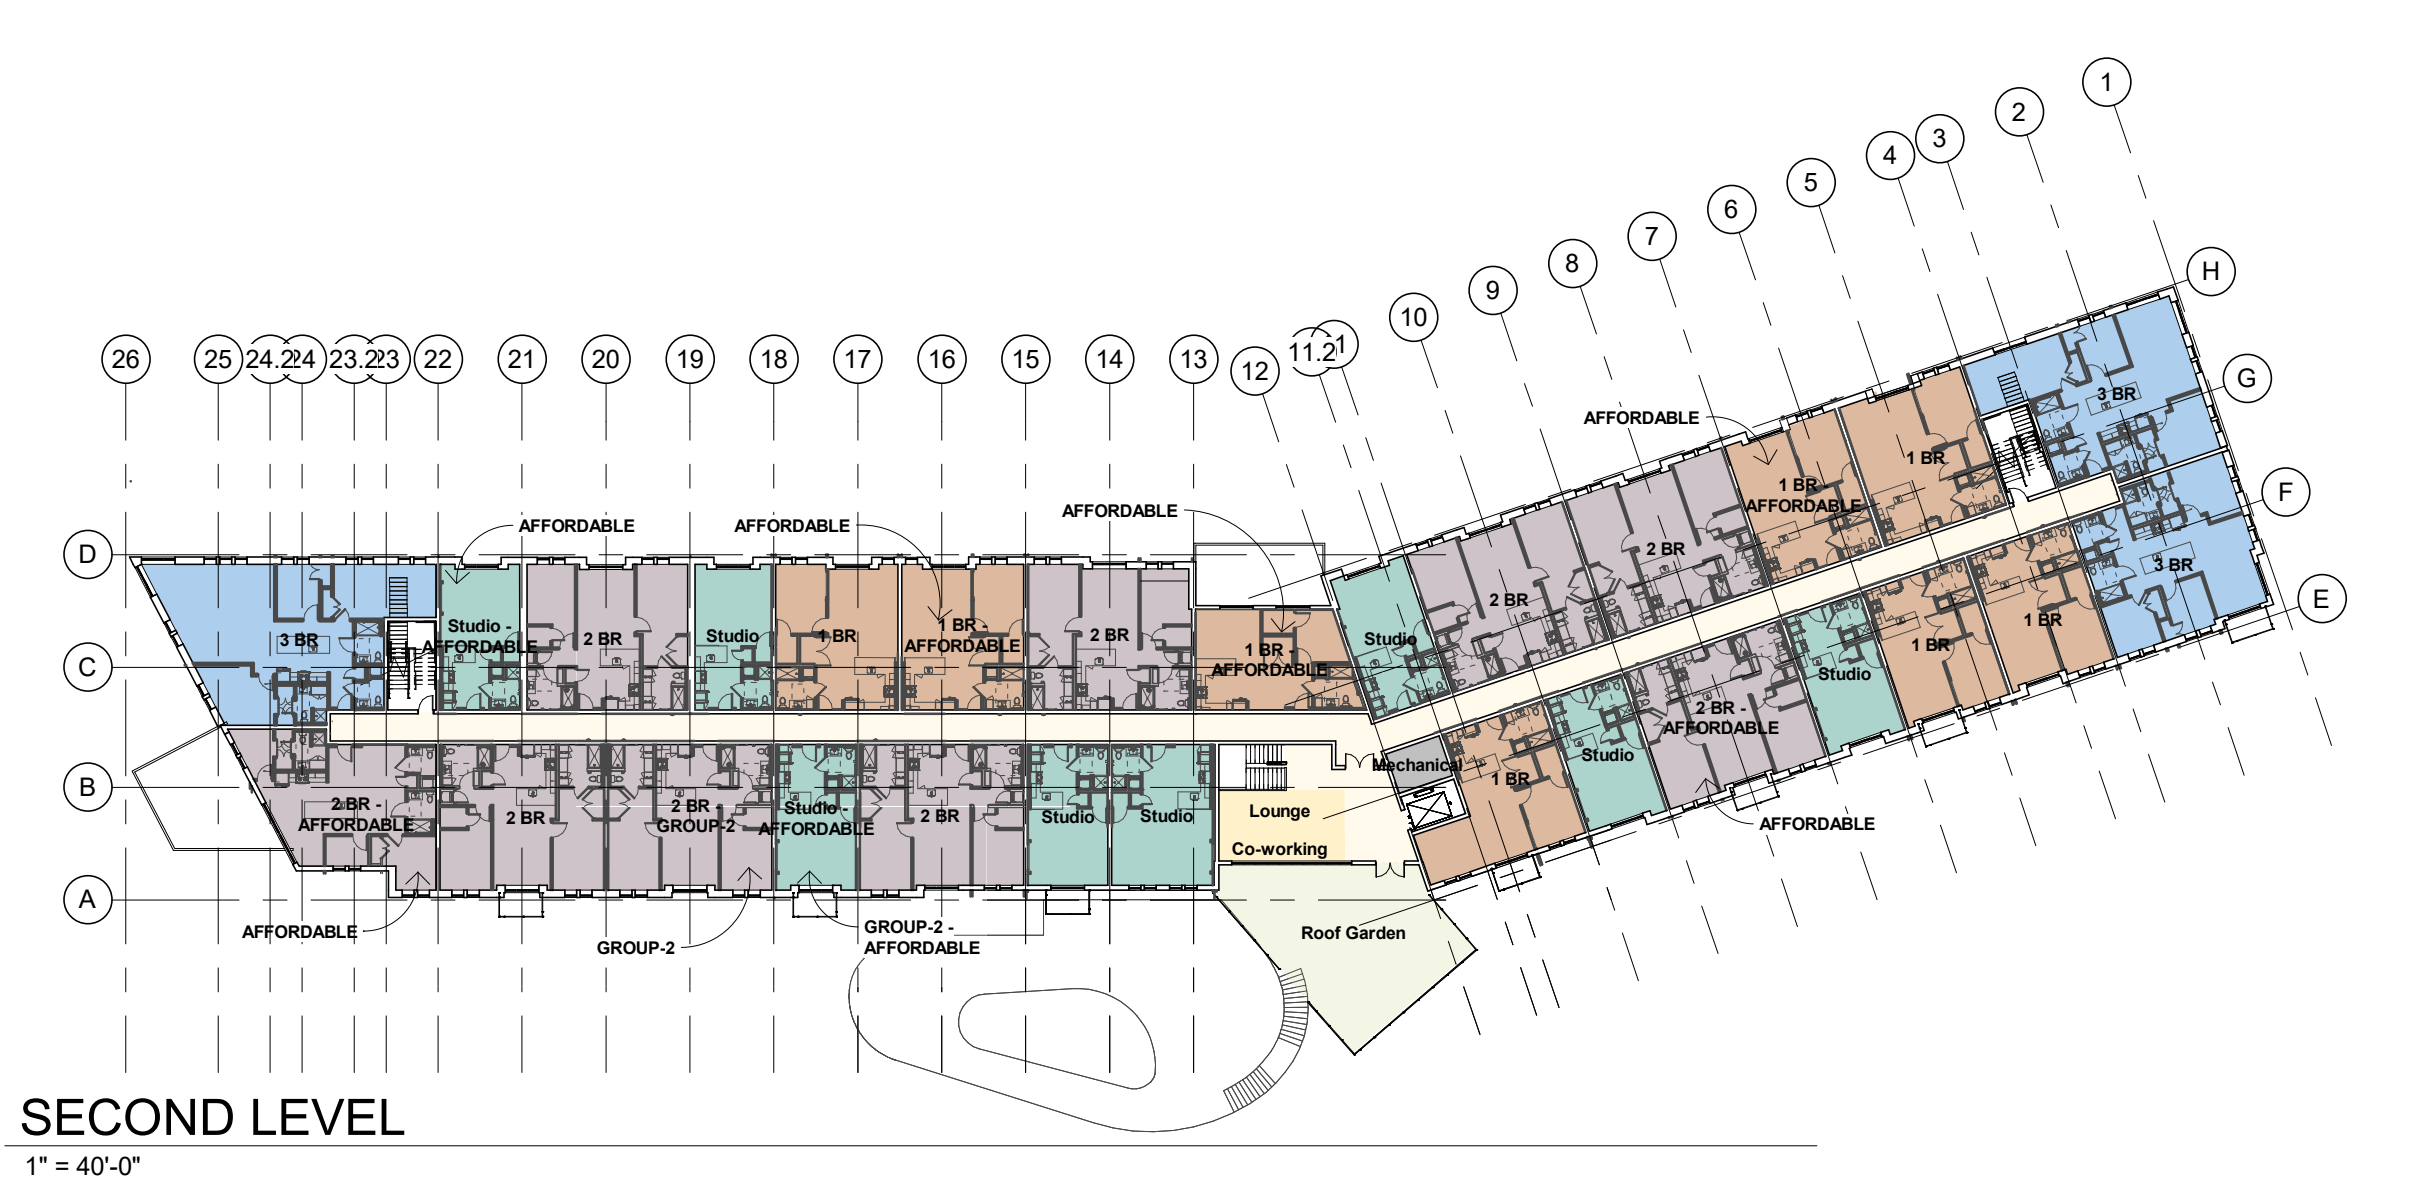 1
2
3
4
5
6
7
8
9
10
11.2
12
H
G
F
E
26
25
24.2
24
23.2
23
22
21
20
19
18
17
16
15
14
13
D
C
B
A
AFFORDABLE
AFFORDABLE
AFFORDABLE
AFFORDABLE
3 BR
Studio -
AFFORDABLE
2 BR
Studio
1 BR
1 BR -
AFFORDABLE
2 BR
1 BR -
AFFORDABLE
Studio
2 BR
2 BR
1 BR -
AFFORDABLE
1 BR
3 BR
3 BR
1 BR
1 BR
Studio
2 BR -
AFFORDABLE
Studio
1 BR
Mechanical
2 BR -
AFFORDABLE
2 BR
2 BR -
GROUP-2
Studio -
AFFORDABLE
2 BR
Studio
Studio
Lounge
Co-working
AFFORDABLE
AFFORDABLE
GROUP-2
GROUP-2 -
AFFORDABLE
Roof Garden
SECOND LEVEL
1" = 40'-0"